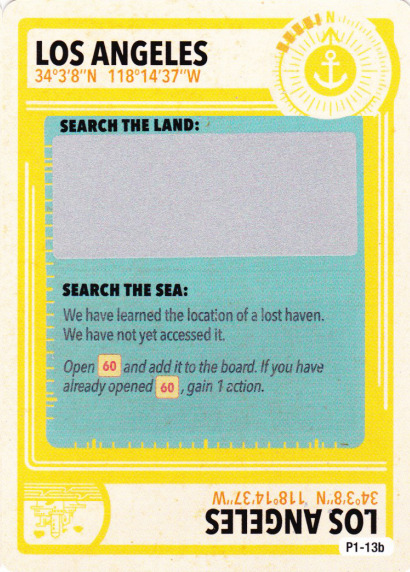 LOS ANGELES
34°3'8"N 118°14'37"W
N
SEARCH THE LAND:
SEARCH THE SEA:
We have learned the location of a lost haven.
We have not yet accessed it.
Open 60 and add it to the board. If you have
already opened 60, gain 1 action.
34°3'8"N 118°14'37"W
LOS ANGELES
P1-13b